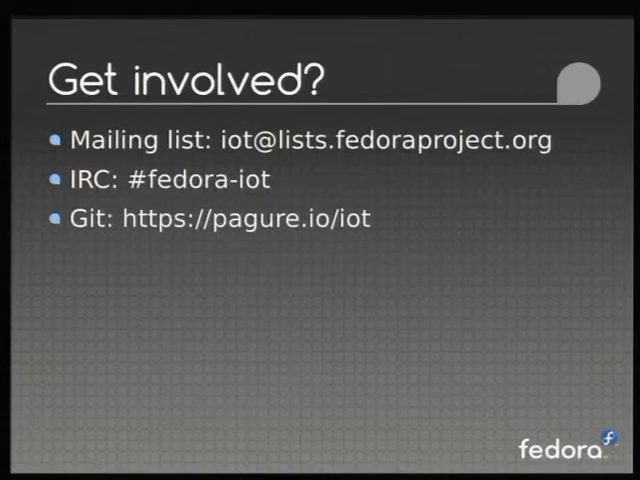 Get involved?
Mailing list: iot@lists.fedoraproject.org
IRC: #fedora-iot
Git: https://pagure.io/iot
fedora